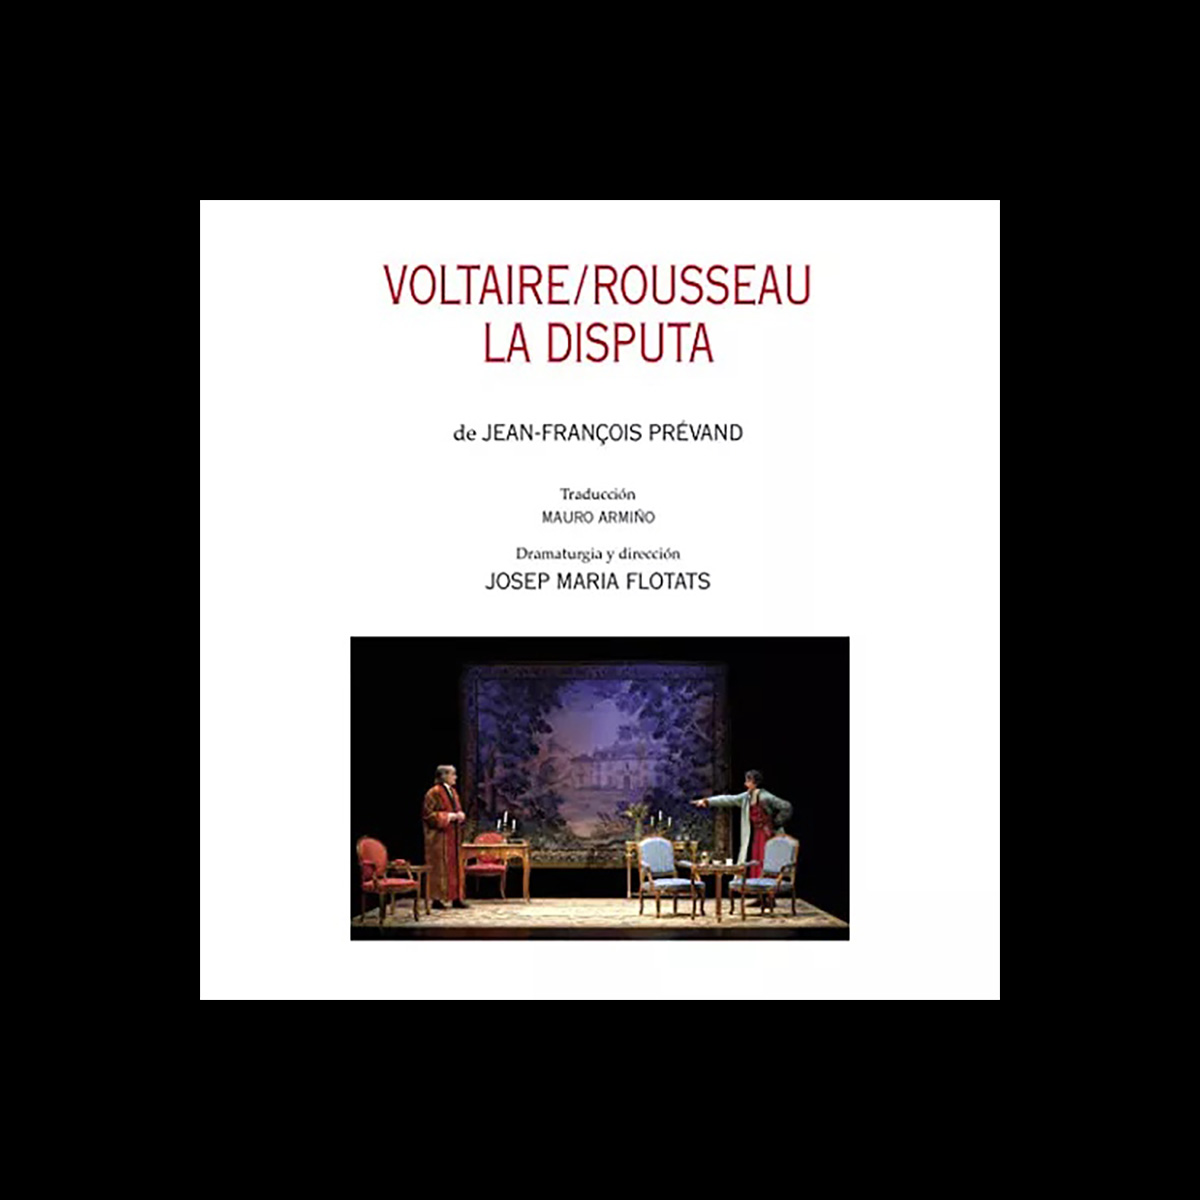 VOLTAIRE/ROUSSEAU
LA DISPUTA
de JEAN-FRANÇOIS PRÉVAND
Traducción
MAURO ARMIÑO
Dramaturgia y dirección
JOSEP MARIA FLOTATS